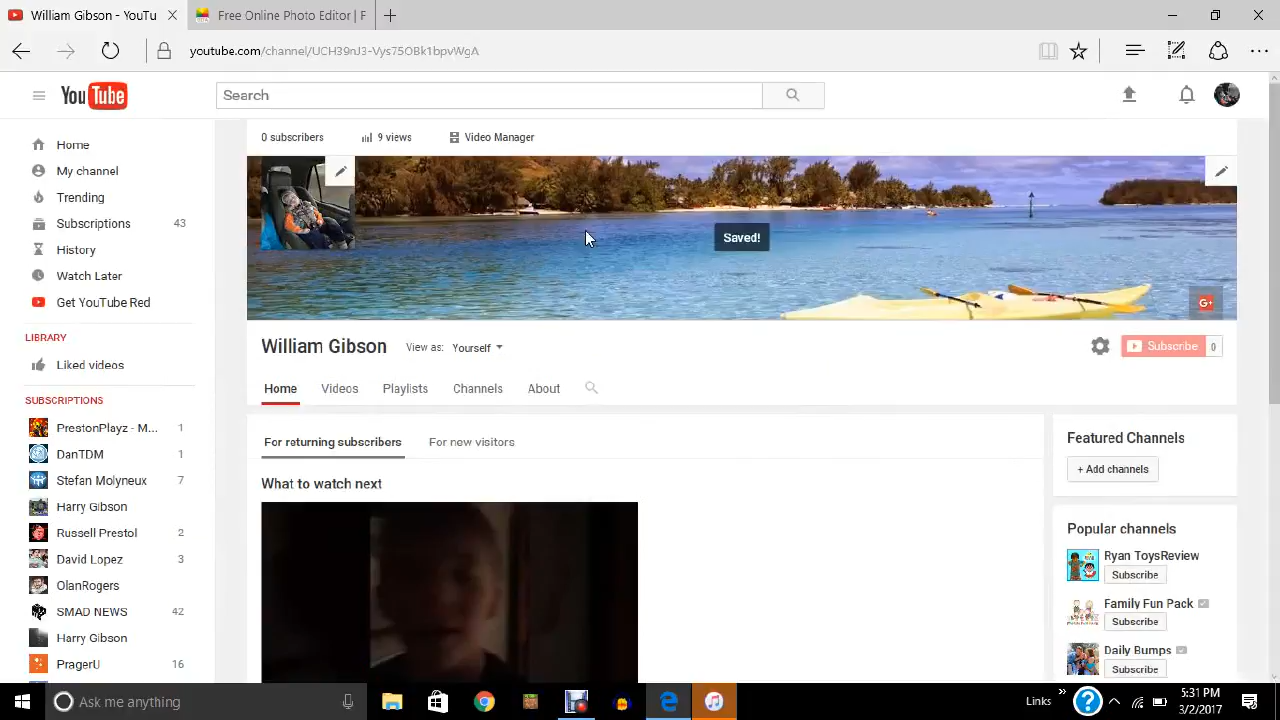 William Gibson - YouTu
Free Online Photo Editor | F
youtube.com/channel/UCH39nJ3-Vys75OBk1bpvWgA
YouTube
Search
0 subscribers
9 views
Video Manager
Home
My channel
Trending
Subscriptions 43
History
Watch Later
Get YouTube Red
LIBRARY
Liked videos
SUBSCRIPTIONS
PrestonPlayz - M... 1
DanTDM 1
Stefan Molyneux 7
Harry Gibson
Russell Prestol 2
David Lopez 3
OlanRogers
SMAD NEWS 42
Harry Gibson
PragerU 16
Saved!
G+
William Gibson
View as: Yourself
Subscribe 0
Home
Videos
Playlists
Channels
About
For returning subscribers
For new visitors
What to watch next
Featured Channels
+ Add channels
Popular channels
Ryan ToysReview
Subscribe
Family Fun Pack
Subscribe
Daily Bumps
Subscribe
Ask me anything
Links
5:31 PM
3/2/2017